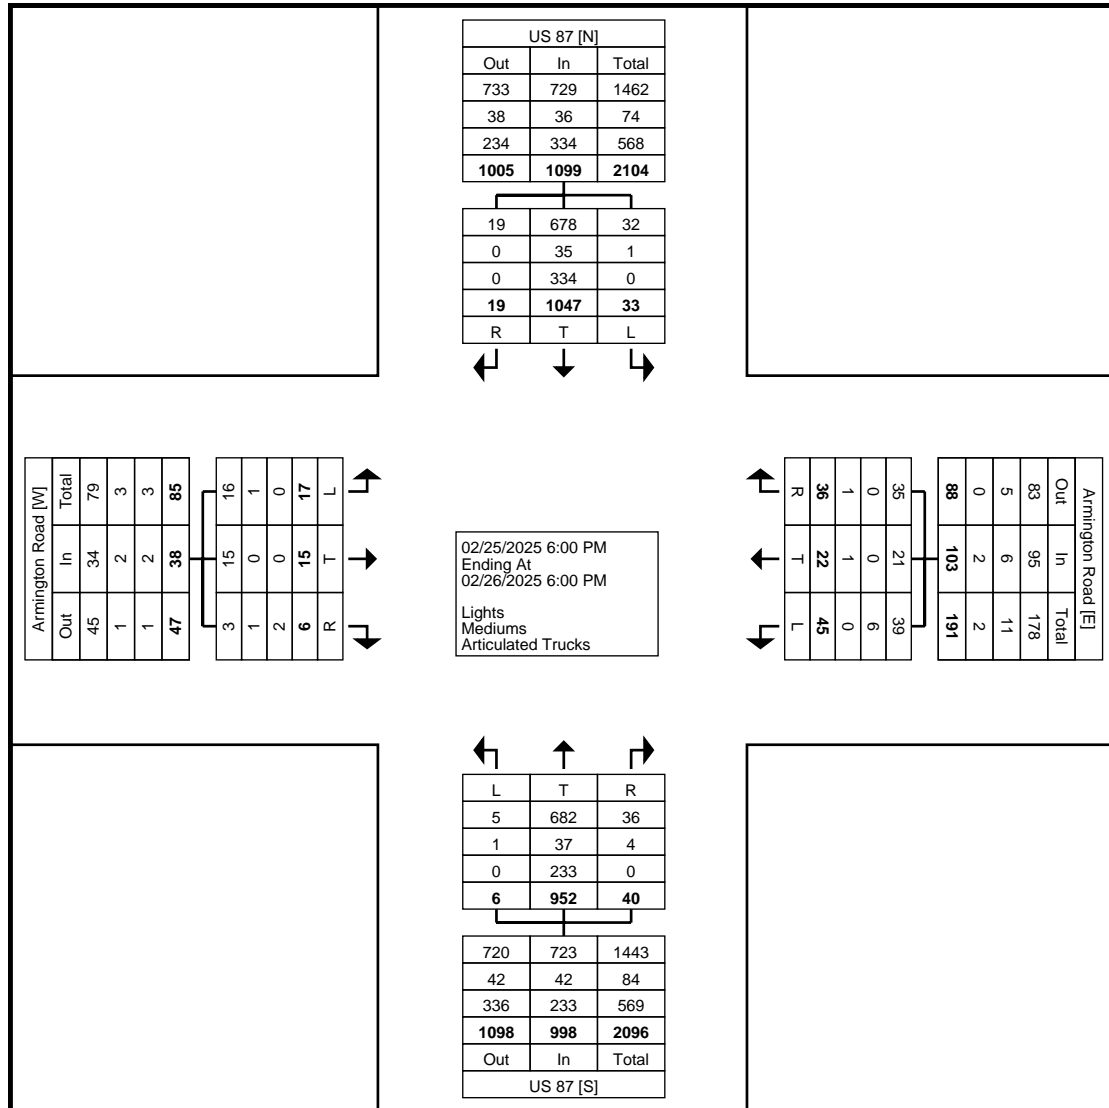 US 87 [N]
Out In Total
733 729 1462
38 36 74
234 334 568
1005 1099 2104
19 678 32
0 35 1
0 334 0
19 1047 33
R T L
Armington Road [W]
Total In Out
79 34 45
3 2 1
3 2 1
85 38 47
16 15 3
1 0 1
0 0 2
17 15 6
L T R
02/25/2025 6:00 PM
Ending At
02/26/2025 6:00 PM
Lights
Mediums
Articulated Trucks
Armington Road [E]
Out In Total
83 95 178
5 6 11
0 2 2
88 103 191
35 21 39
0 0 6
1 1 0
36 22 45
R T L
L T R
5 682 36
1 37 4
0 233 0
6 952 40
720 723 1443
42 42 84
336 233 569
1098 998 2096
Out In Total
US 87 [S]